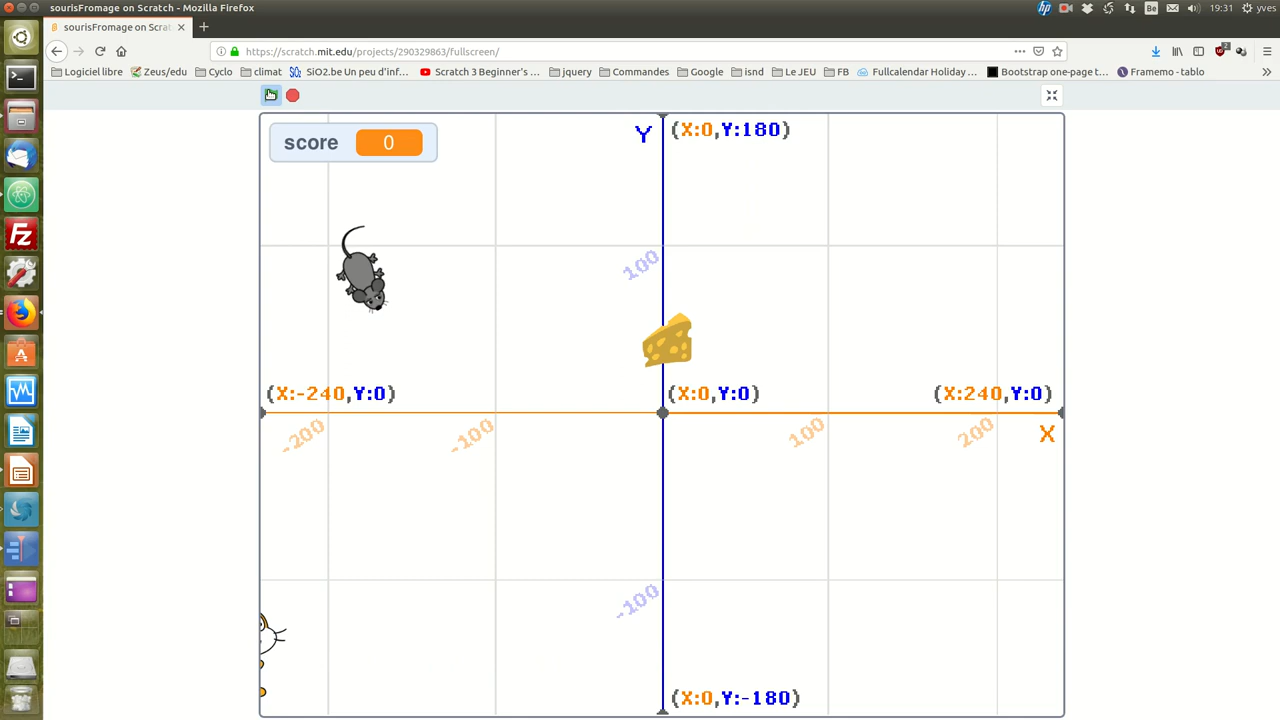 sourisFromage on Scratch - Mozilla Firefox
Be 19:31 yves
sourisFromage on Scrat
https://scratch.mit.edu/projects/290329863/fullscreen/
Logiciel libre Zeus/edu Cyclo climat SiO2.be Un peu d'inf... Scratch 3 Beginner's ... jquery Commandes Google isnd Le JEU FB Fullcalendar Holiday ... Bootstrap one-page t... Framemo - tablo
score 0
Y (X:0,Y:180)
100
(X:-240,Y:0) (X:0,Y:0) (X:240,Y:0)
-200 -100 100 200 X
-100
(X:0,Y:-180)